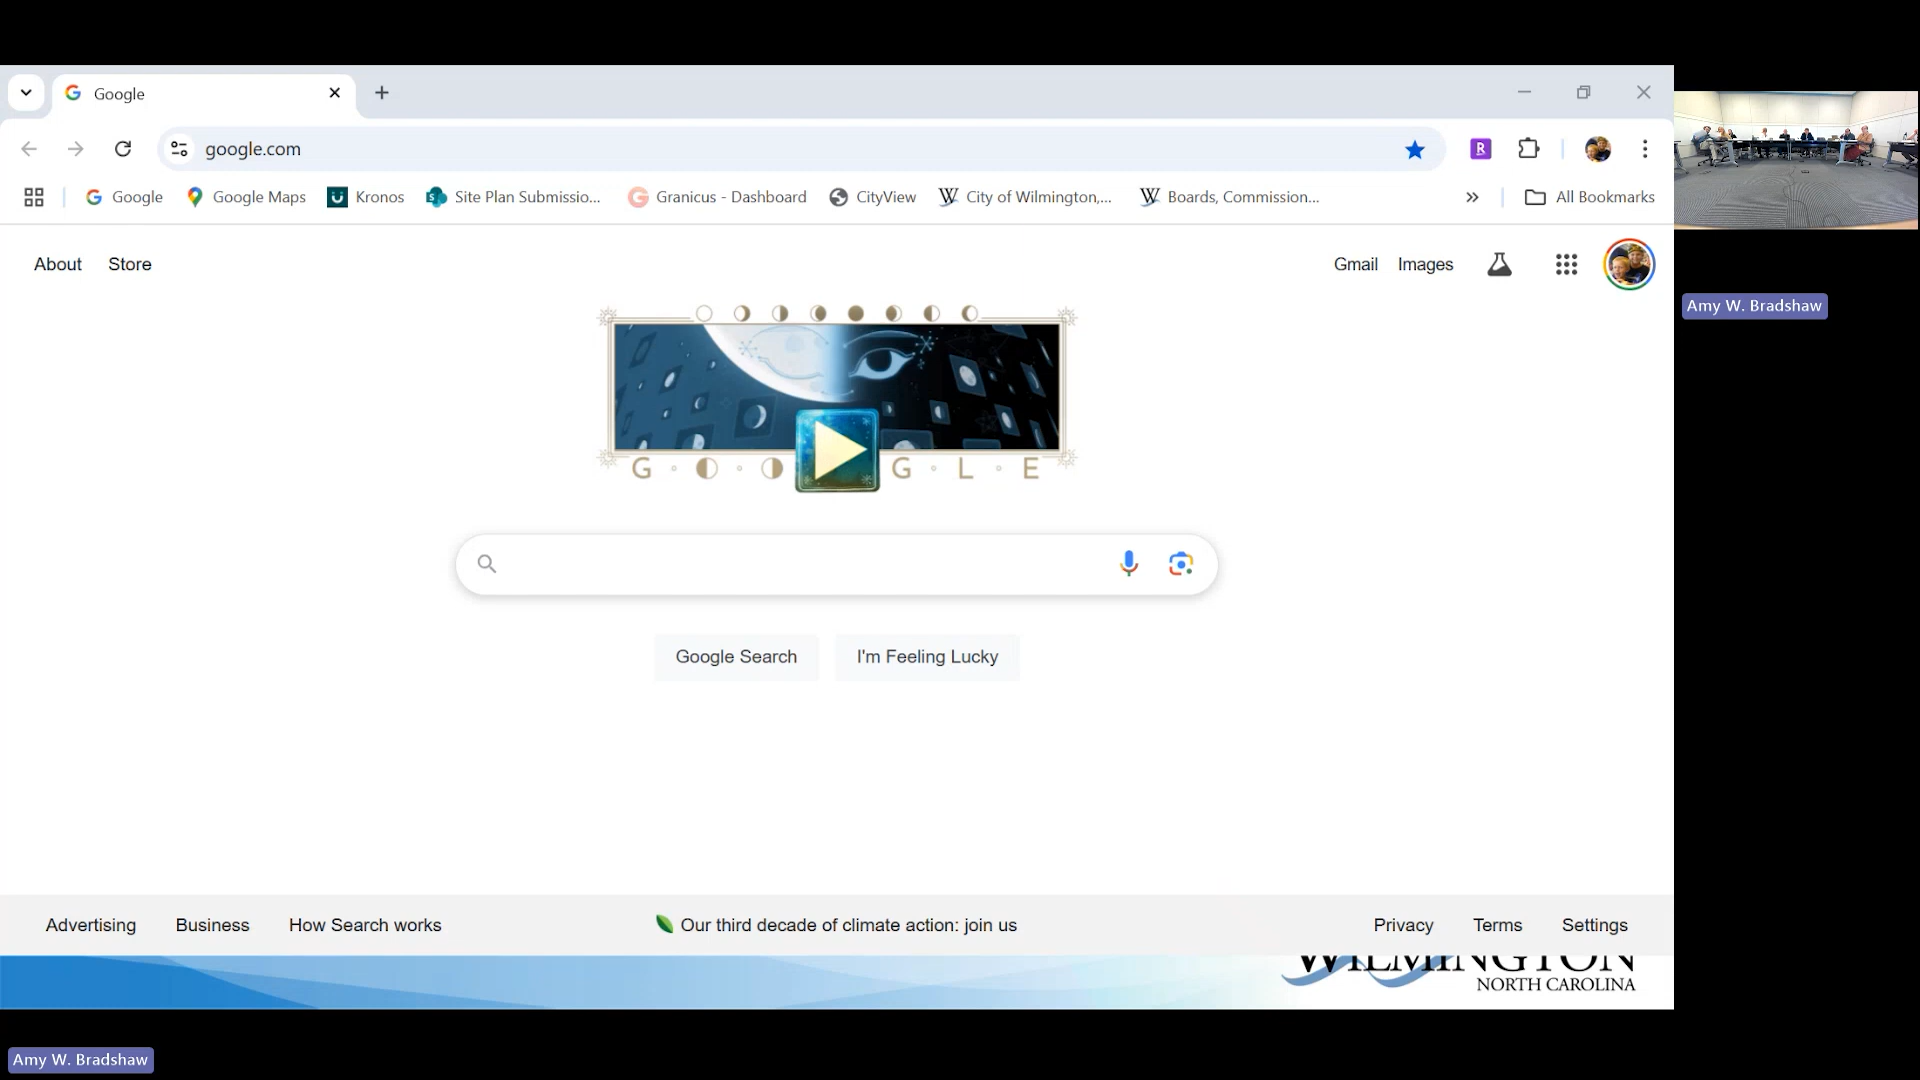 Google
google.com
Google
Google Maps
Kronos
Site Plan Submissio...
Granicus - Dashboard
CityView
City of Wilmington,...
Boards, Commission...
All Bookmarks
About
Store
Gmail
Images
G · · G · L · E
Google Search
I'm Feeling Lucky
Advertising
Business
How Search works
Our third decade of climate action: join us
Privacy
Terms
Settings
WILMINGTON
NORTH CAROLINA
Amy W. Bradshaw
Amy W. Bradshaw